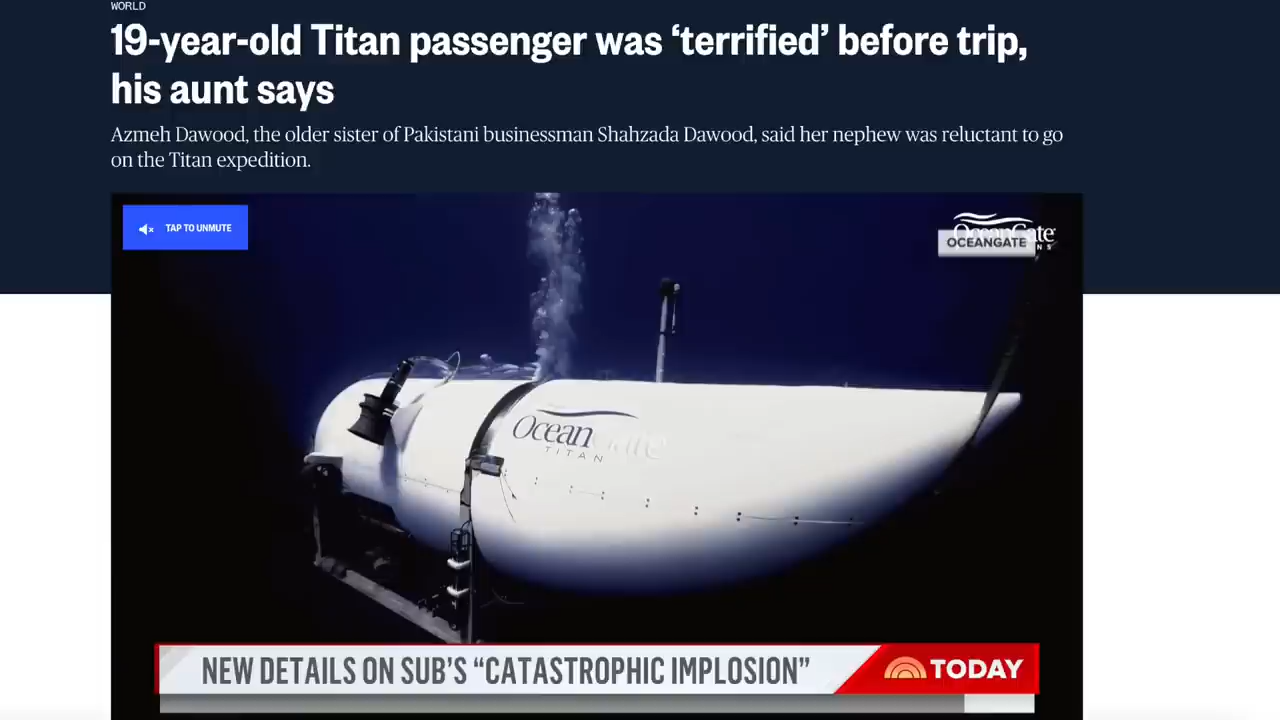 WORLD
19-year-old Titan passenger was ‘terrified’ before trip,
his aunt says
Azmeh Dawood, the older sister of Pakistani businessman Shahzada Dawood, said her nephew was reluctant to go
on the Titan expedition.
TAP TO UNMUTE
OceanGate
OCEANGATE
OceanGate
TITAN
NEW DETAILS ON SUB’S “CATASTROPHIC IMPLOSION”
TODAY